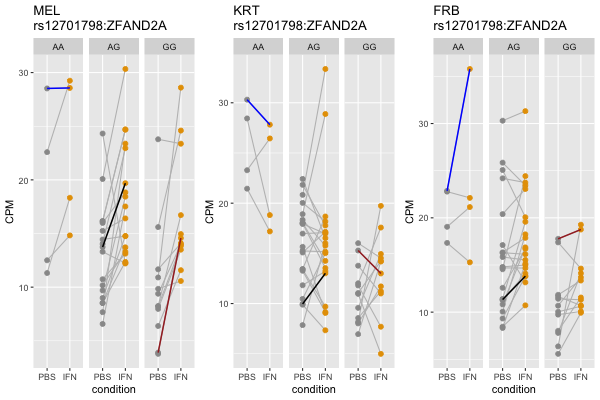 MEL
rs12701798:ZFAND2A
AA AG GG
30
20
10
CPM
PBS IFN PBS IFN PBS IFN
condition
KRT
rs12701798:ZFAND2A
AA AG GG
30
20
10
CPM
PBS IFN PBS IFN PBS IFN
condition
FRB
rs12701798:ZFAND2A
AA AG GG
30
20
10
CPM
PBS IFN PBS IFN PBS IFN
condition